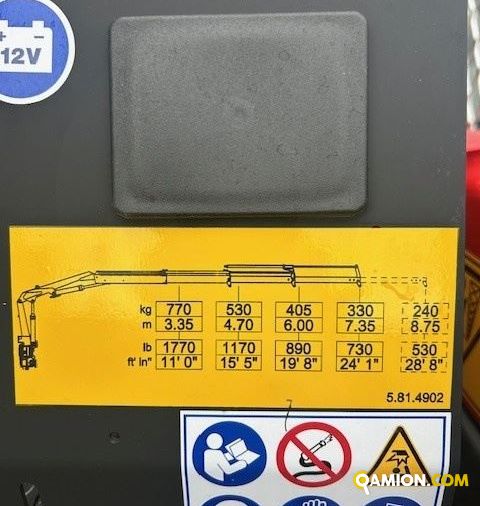 + -
12V
kg 770 530 405 330 240
m 3.35 4.70 6.00 7.35 8.75
lb 1770 1170 890 730 530
ft' In" 11' 0" 15' 5" 19' 8" 24' 1" 28' 8"
5.81.4902
QAMION.COM